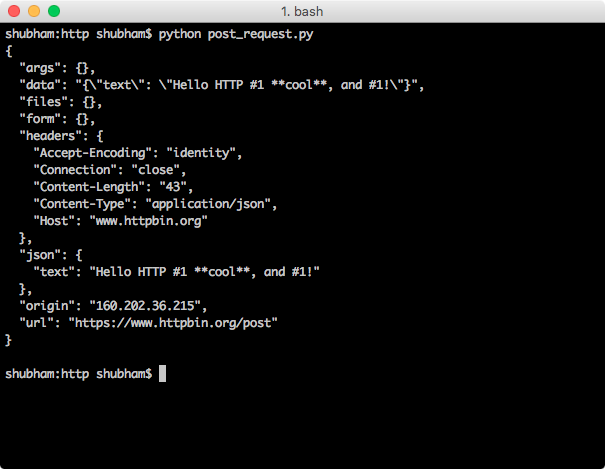 1. bash
shubham:http shubham$ python post_request.py
{
  "args": {},
  "data": "{\"text\": \"Hello HTTP #1 **cool**, and #1!\"}",
  "files": {},
  "form": {},
  "headers": {
    "Accept-Encoding": "identity",
    "Connection": "close",
    "Content-Length": "43",
    "Content-Type": "application/json",
    "Host": "www.httpbin.org"
  },
  "json": {
    "text": "Hello HTTP #1 **cool**, and #1!"
  },
  "origin": "160.202.36.215",
  "url": "https://www.httpbin.org/post"
}
shubham:http shubham$